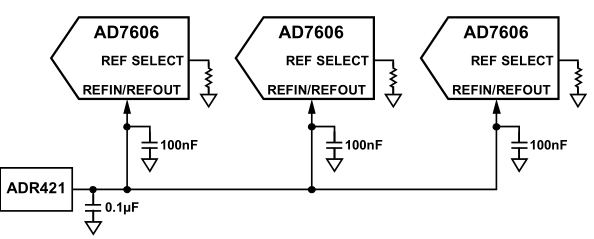 AD7606
REF SELECT
REFIN/REFOUT
100nF
AD7606
REF SELECT
REFIN/REFOUT
100nF
AD7606
REF SELECT
REFIN/REFOUT
100nF
ADR421
0.1µF